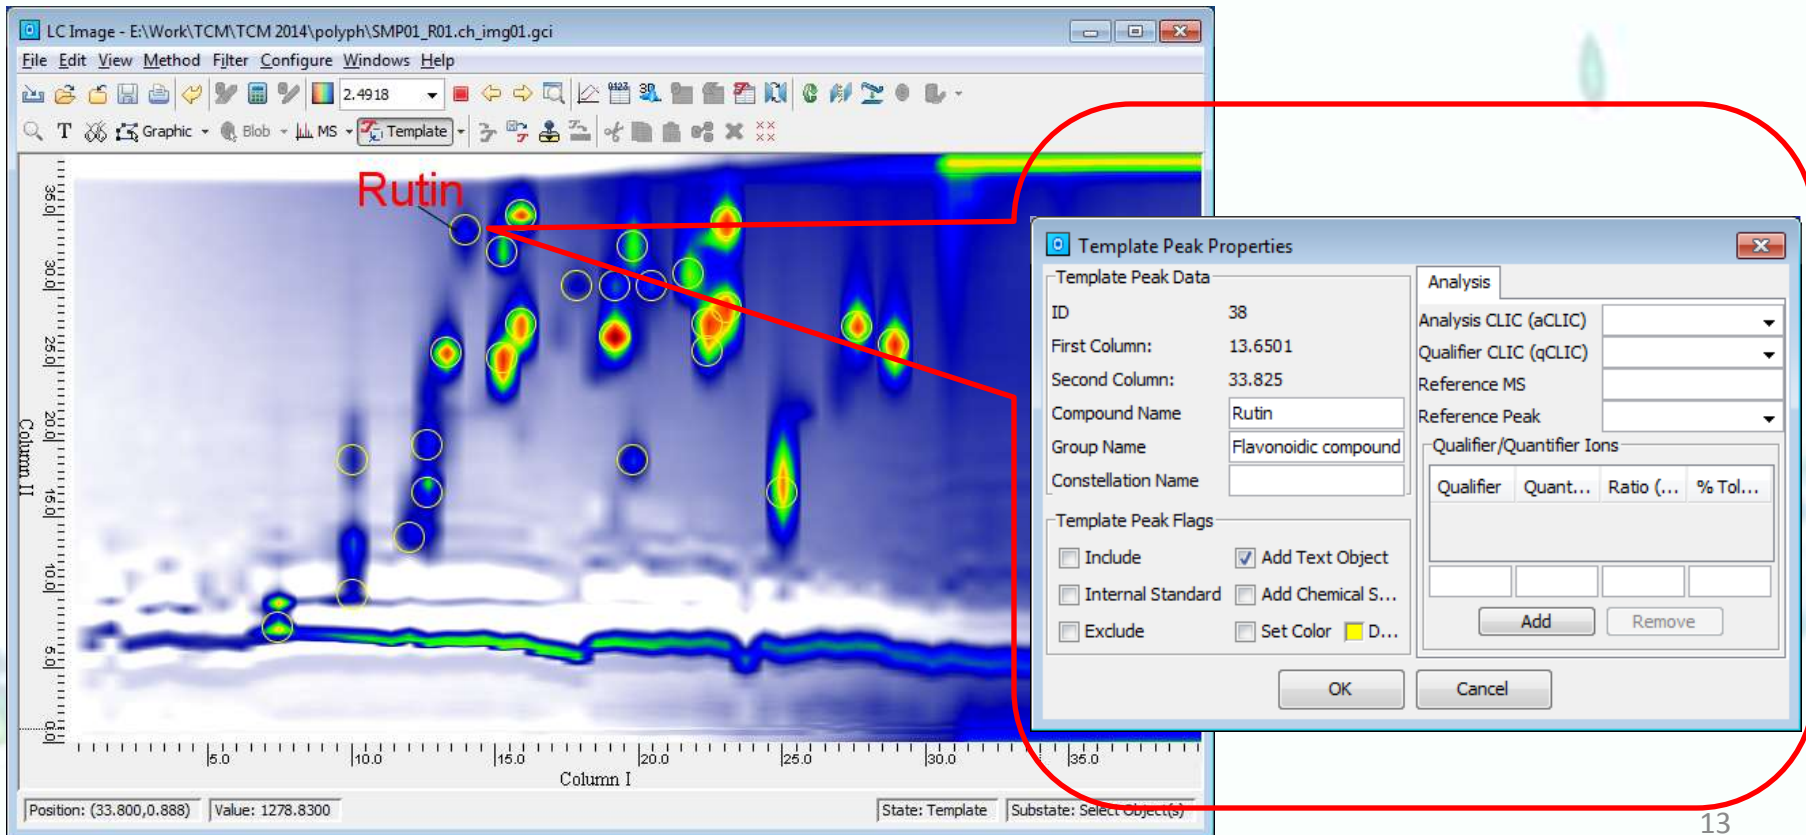 LC Image - E:\Work\TCM\TCM 2014\polyph\SMP01_R01.ch_img01.gci
File Edit View Method Filter Configure Windows Help
2.4918
T Graphic Blob MS Template
Rutin
35.0
30.0
25.0
20.0
15.0
10.0
5.0
0.0
Column II
5.0 10.0 15.0 20.0 25.0 30.0 35.0
Column I
Position: (33.800,0.888) Value: 1278.8300 State: Template Substate: Select Object(s)
Template Peak Properties
Template Peak Data
ID 38
First Column: 13.6501
Second Column: 33.825
Compound Name Rutin
Group Name Flavonoidic compound
Constellation Name
Template Peak Flags
Include Add Text Object
Internal Standard Add Chemical S...
Exclude Set Color D...
Analysis
Analysis CLIC (aCLIC)
Qualifier CLIC (qCLIC)
Reference MS
Reference Peak
Qualifier/Quantifier Ions
Qualifier Quant... Ratio (... % Tol...
Add Remove
OK Cancel
13